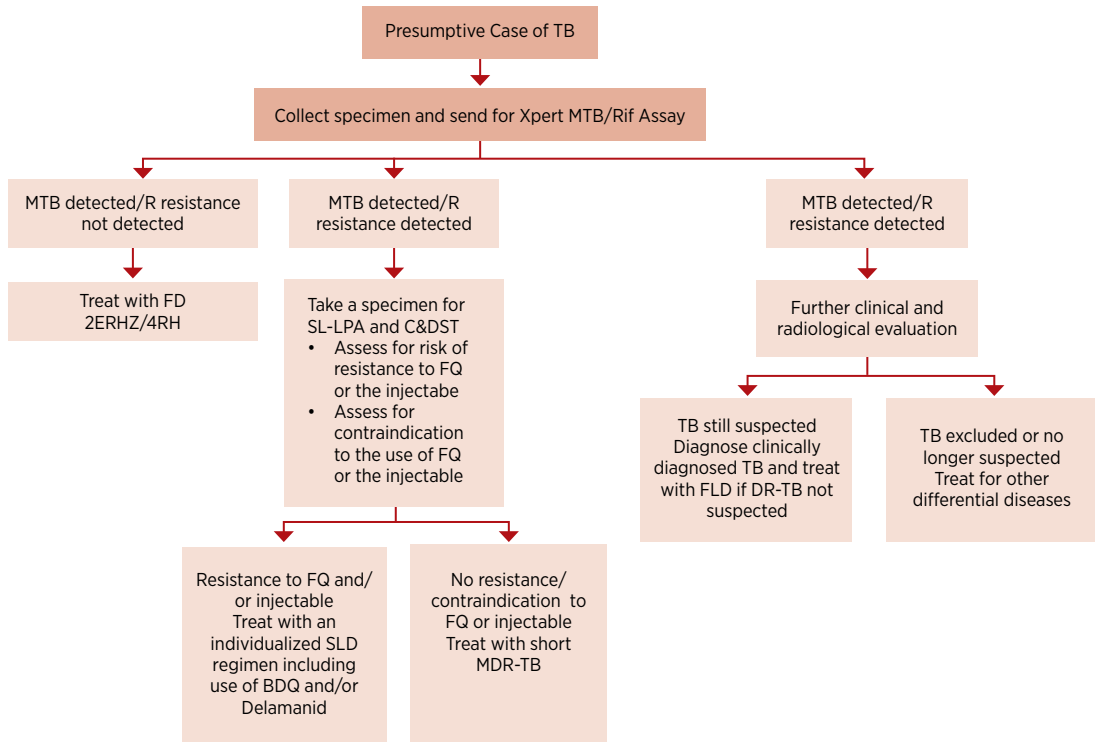 Presumptive Case of TB
Collect specimen and send for Xpert MTB/Rif Assay
MTB detected/R resistance
not detected
MTB detected/R
resistance detected
MTB detected/R
resistance detected
Treat with FD
2ERHZ/4RH
Take a specimen for
SL-LPA and C&DST
• Assess for risk of
resistance to FQ
or the injectabe
• Assess for
contraindication
to the use of FQ
or the injectable
Further clinical and
radiological evaluation
TB still suspected
Diagnose clinically
diagnosed TB and treat
with FLD if DR-TB not
suspected
TB excluded or no
longer suspected
Treat for other
differential diseases
Resistance to FQ and/
or injectable
Treat with an
individualized SLD
regimen including
use of BDQ and/or
Delamanid
No resistance/
contraindication to
FQ or injectable
Treat with short
MDR-TB